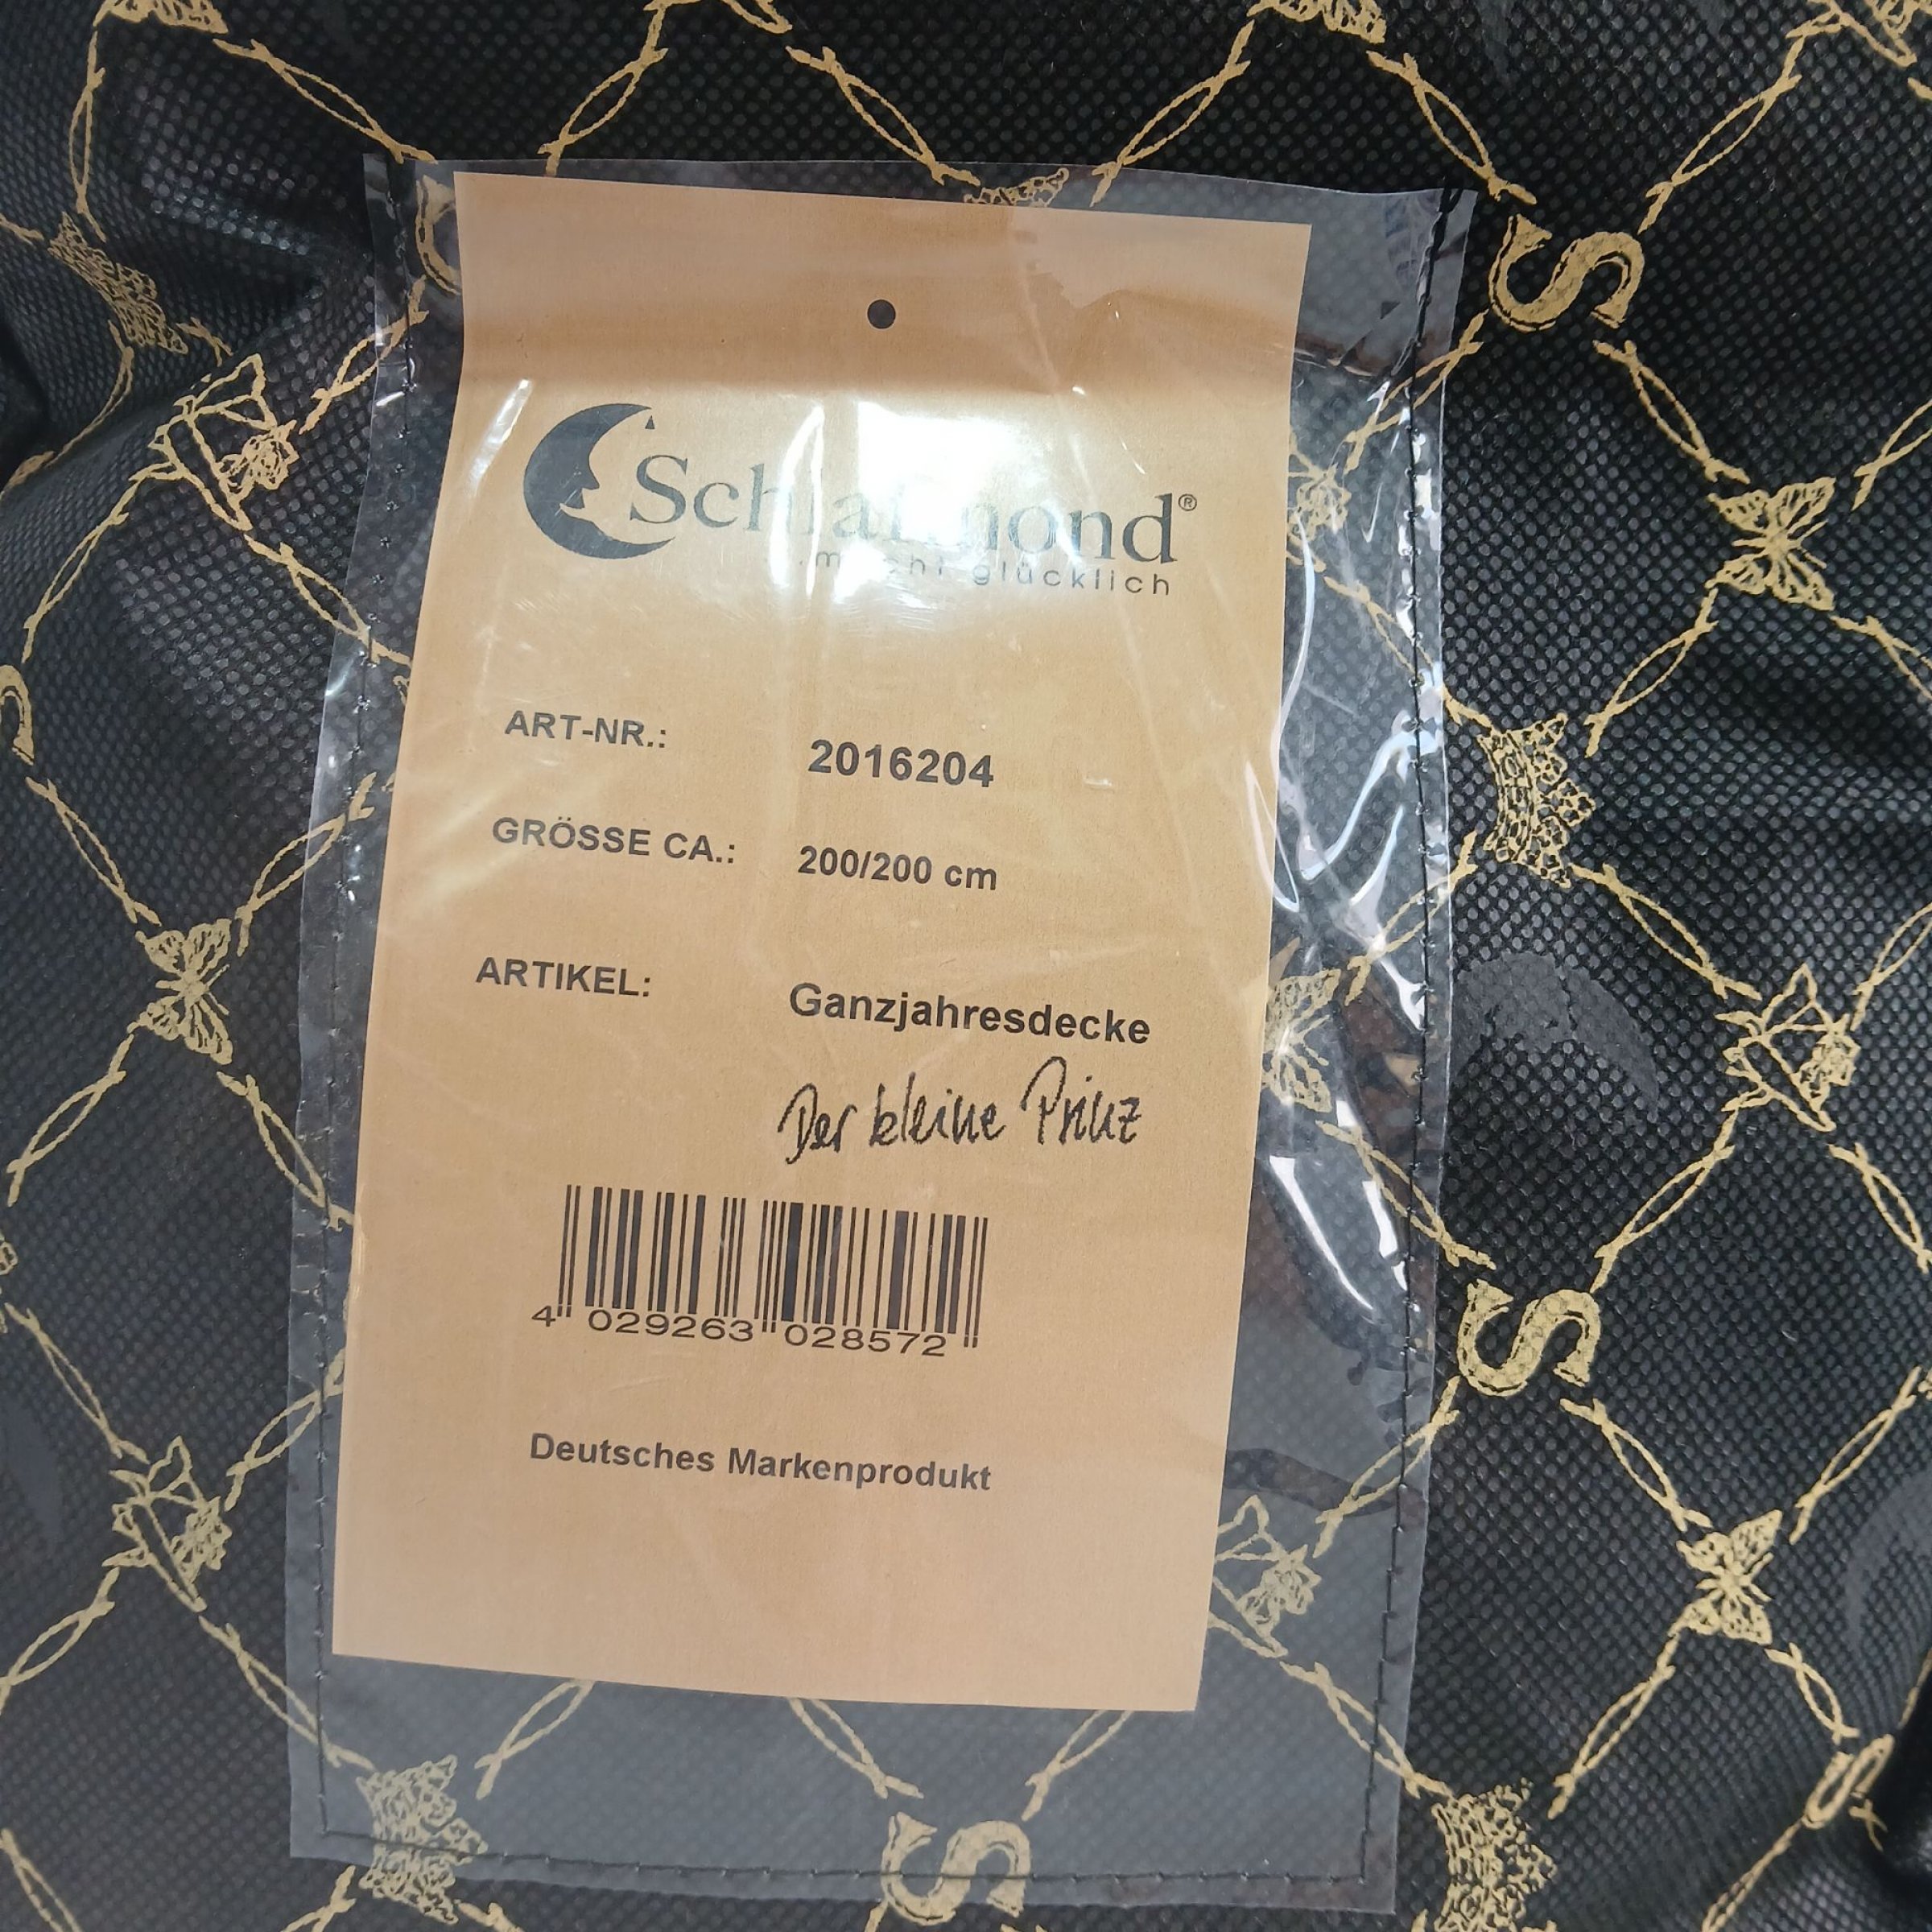 Schlafmond®
macht glücklich
ART-NR.: 2016204
GRÖSSE CA.: 200/200 cm
ARTIKEL: Ganzjahresdecke
Der kleine Prinz
4 029263 028572
Deutsches Markenprodukt
S
S
S